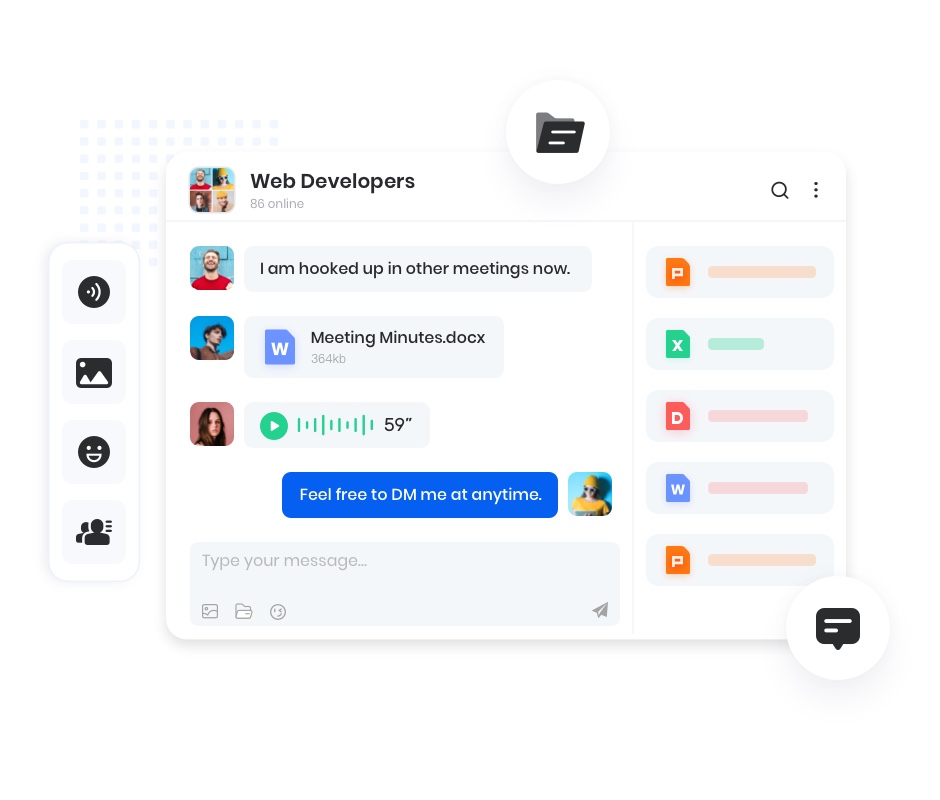 Web Developers
86 online
I am hooked up in other meetings now.
W
Meeting Minutes.docx
364kb
59”
Feel free to DM me at anytime.
Type your message...
P
X
D
W
P